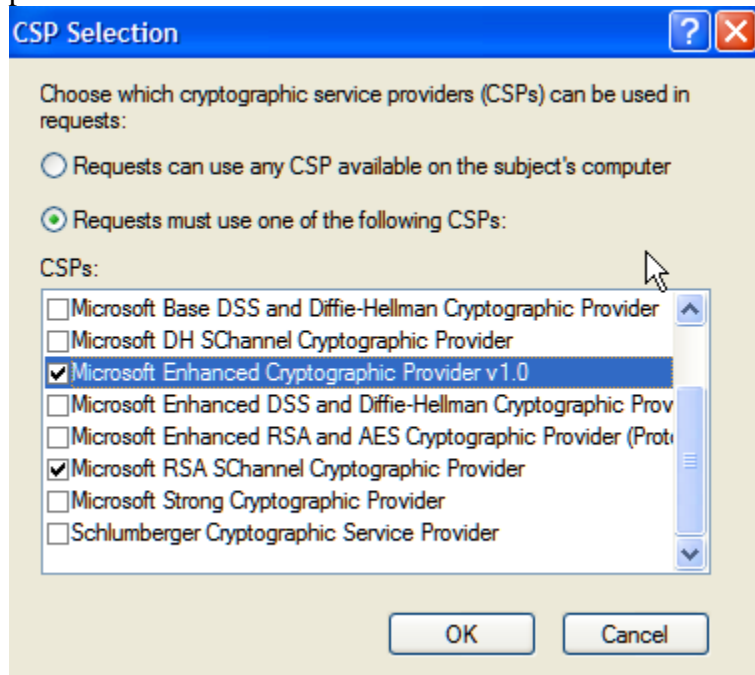 CSP Selection
Choose which cryptographic service providers (CSPs) can be used in
requests:
Requests can use any CSP available on the subject's computer
Requests must use one of the following CSPs:
CSPs:
Microsoft Base DSS and Diffie-Hellman Cryptographic Provider
Microsoft DH SChannel Cryptographic Provider
Microsoft Enhanced Cryptographic Provider v1.0
Microsoft Enhanced DSS and Diffie-Hellman Cryptographic Prov
Microsoft Enhanced RSA and AES Cryptographic Provider (Proto
Microsoft RSA SChannel Cryptographic Provider
Microsoft Strong Cryptographic Provider
Schlumberger Cryptographic Service Provider
OK Cancel